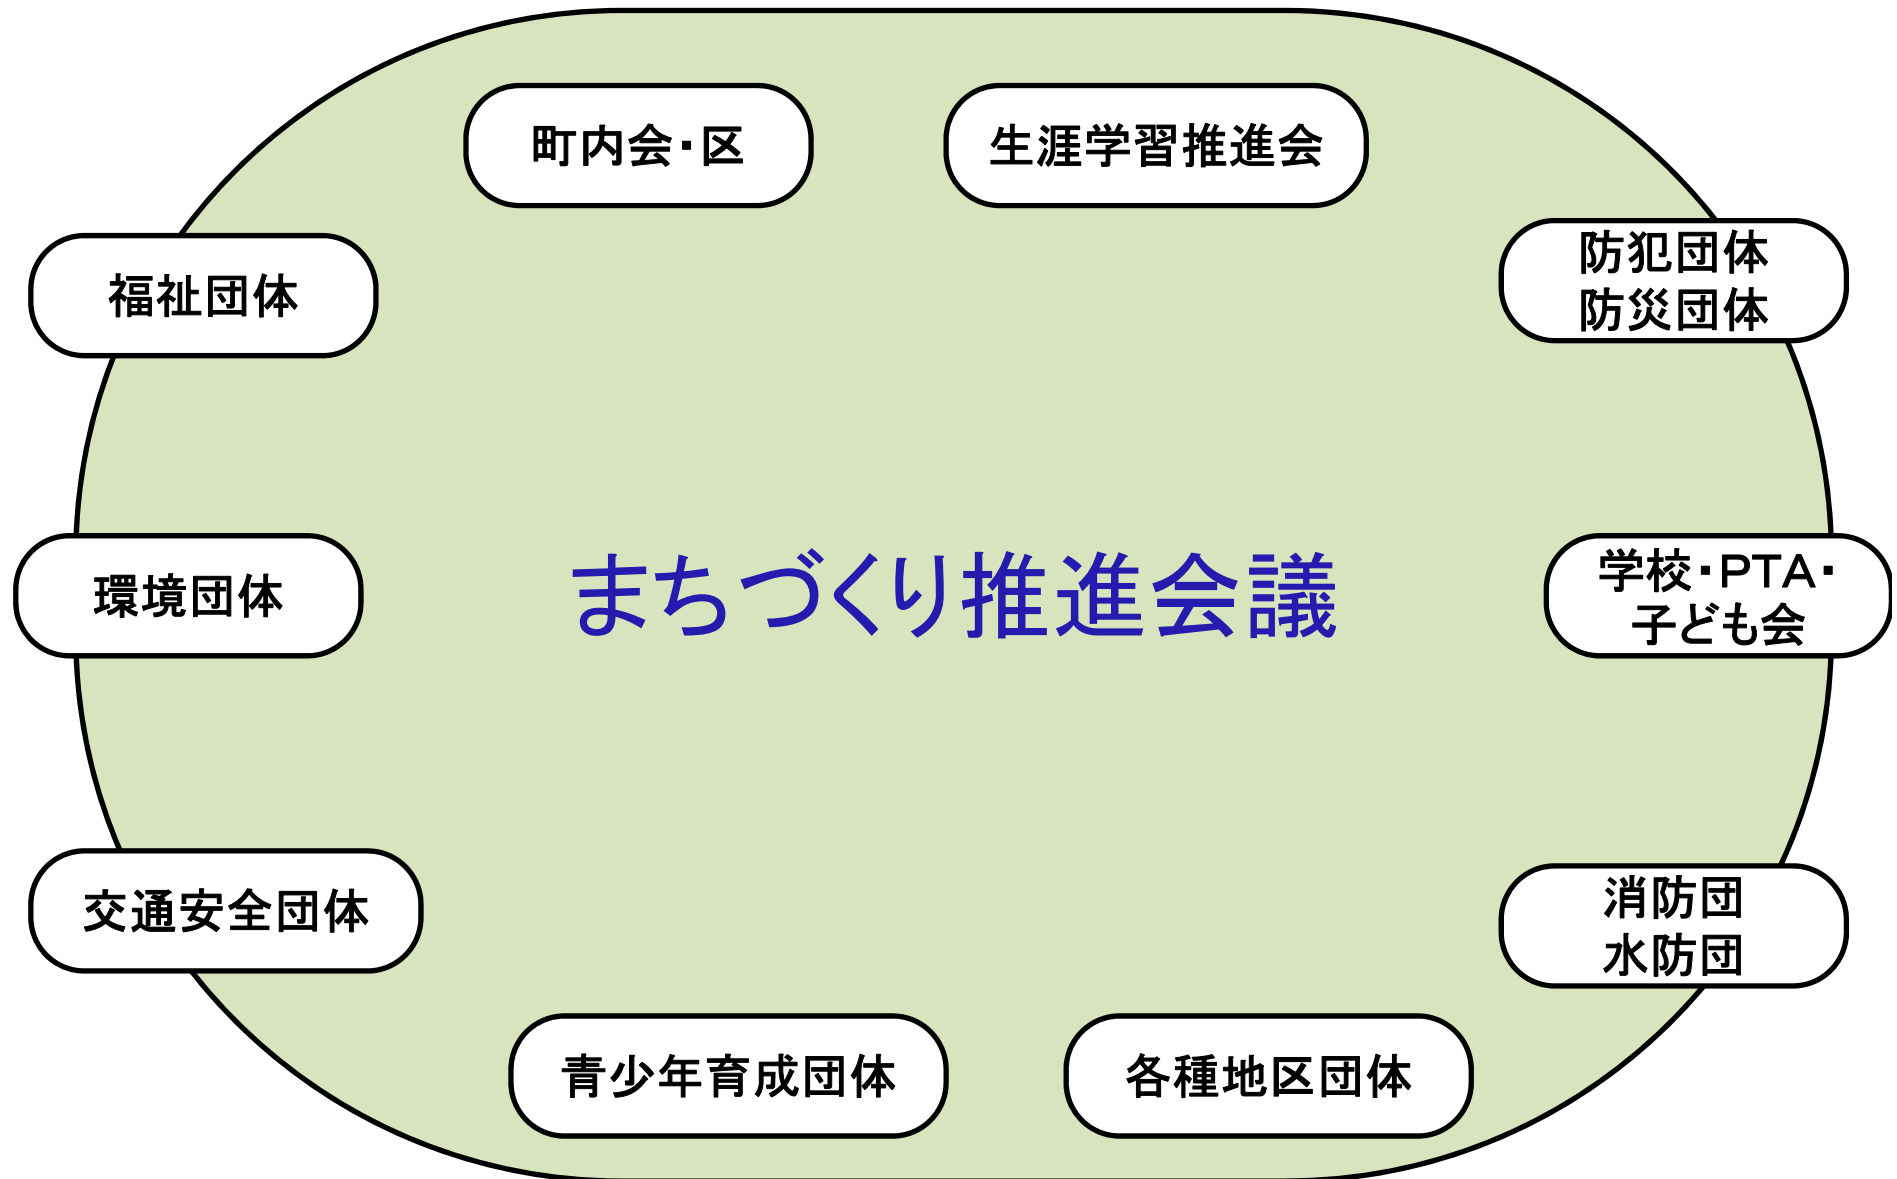 町内会・区
生涯学習推進会
福祉団体
防犯団体
防災団体
環境団体
まちづくり推進会議
学校・PTA・
子ども会
交通安全団体
消防団
水防団
青少年育成団体
各種地区団体